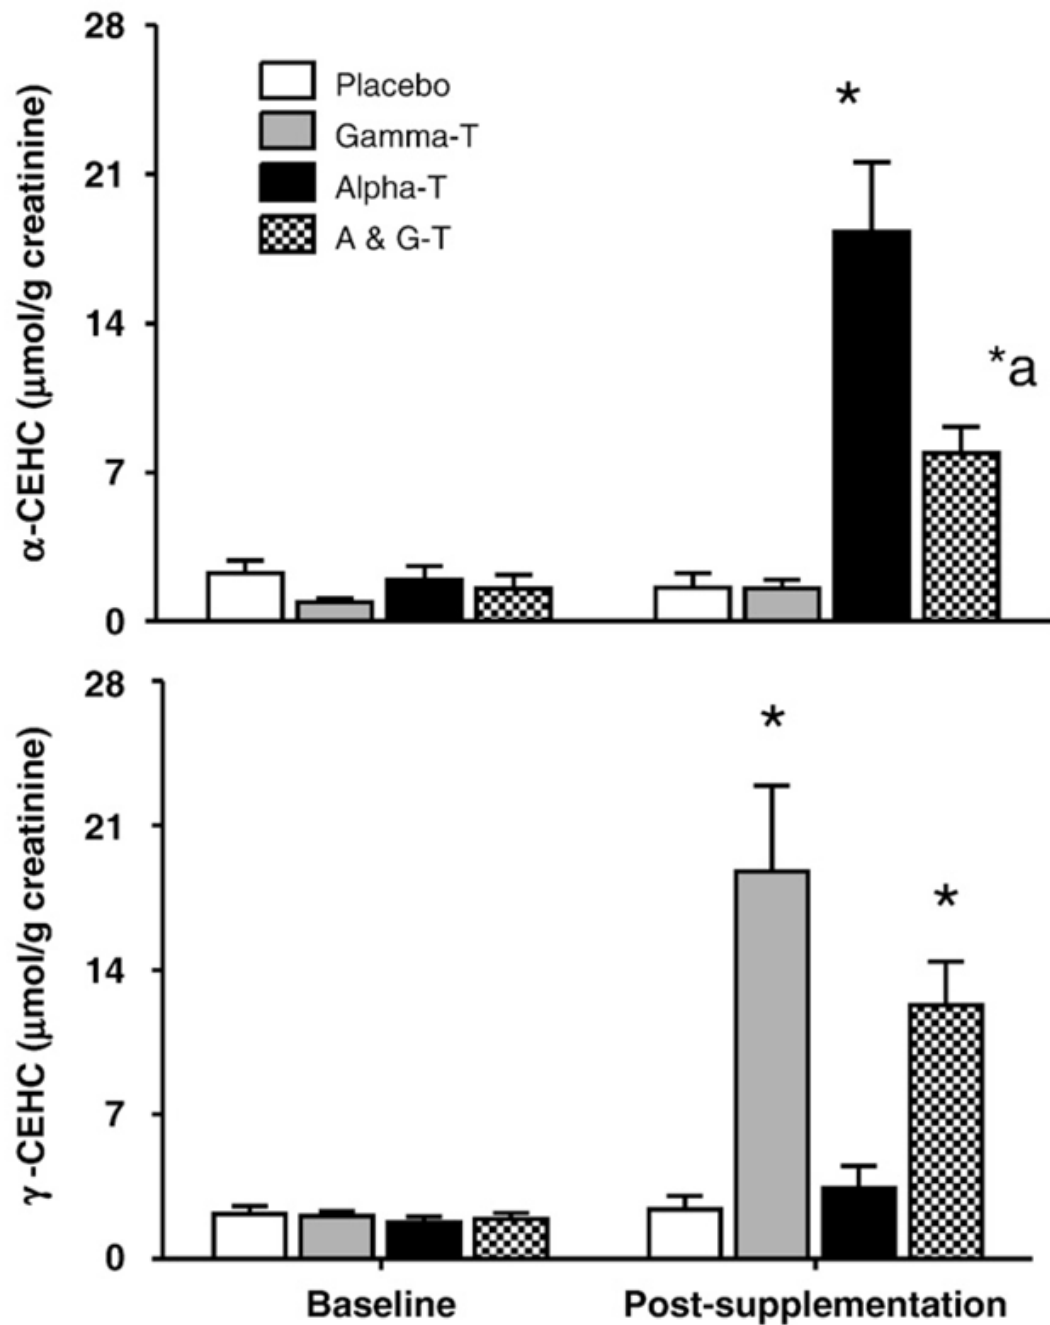 α-CEHC (μmol/g creatinine)
28
21
14
7
0
Placebo
Gamma-T
Alpha-T
A & G-T
*
*a
γ-CEHC (μmol/g creatinine)
28
21
14
7
0
*
*
Baseline
Post-supplementation